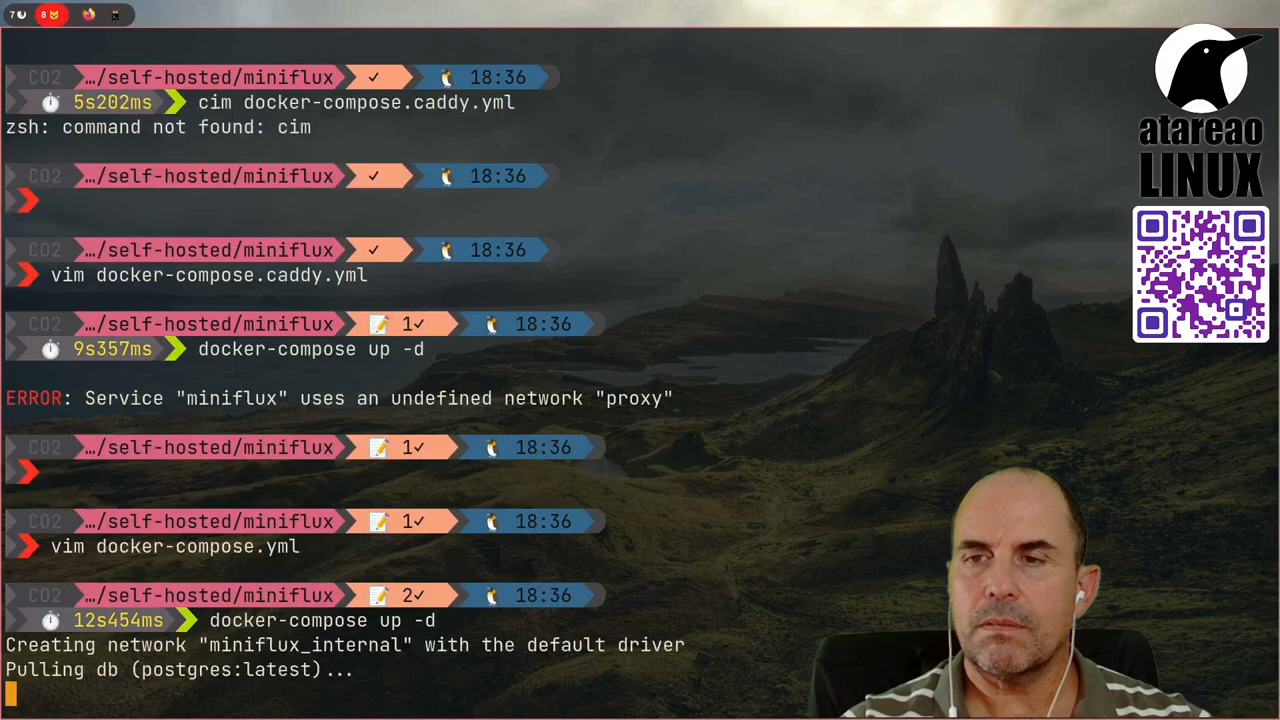 7 8
CO2 …/self-hosted/miniflux ✓ 18:36
5s202ms cim docker-compose.caddy.yml
zsh: command not found: cim
CO2 …/self-hosted/miniflux ✓ 18:36
CO2 …/self-hosted/miniflux ✓ 18:36
vim docker-compose.caddy.yml
CO2 …/self-hosted/miniflux 1✓ 18:36
9s357ms docker-compose up -d
ERROR: Service "miniflux" uses an undefined network "proxy"
CO2 …/self-hosted/miniflux 1✓ 18:36
CO2 …/self-hosted/miniflux 1✓ 18:36
vim docker-compose.yml
CO2 …/self-hosted/miniflux 2✓ 18:36
12s454ms docker-compose up -d
Creating network "miniflux_internal" with the default driver
Pulling db (postgres:latest)...
atareao
LINUX